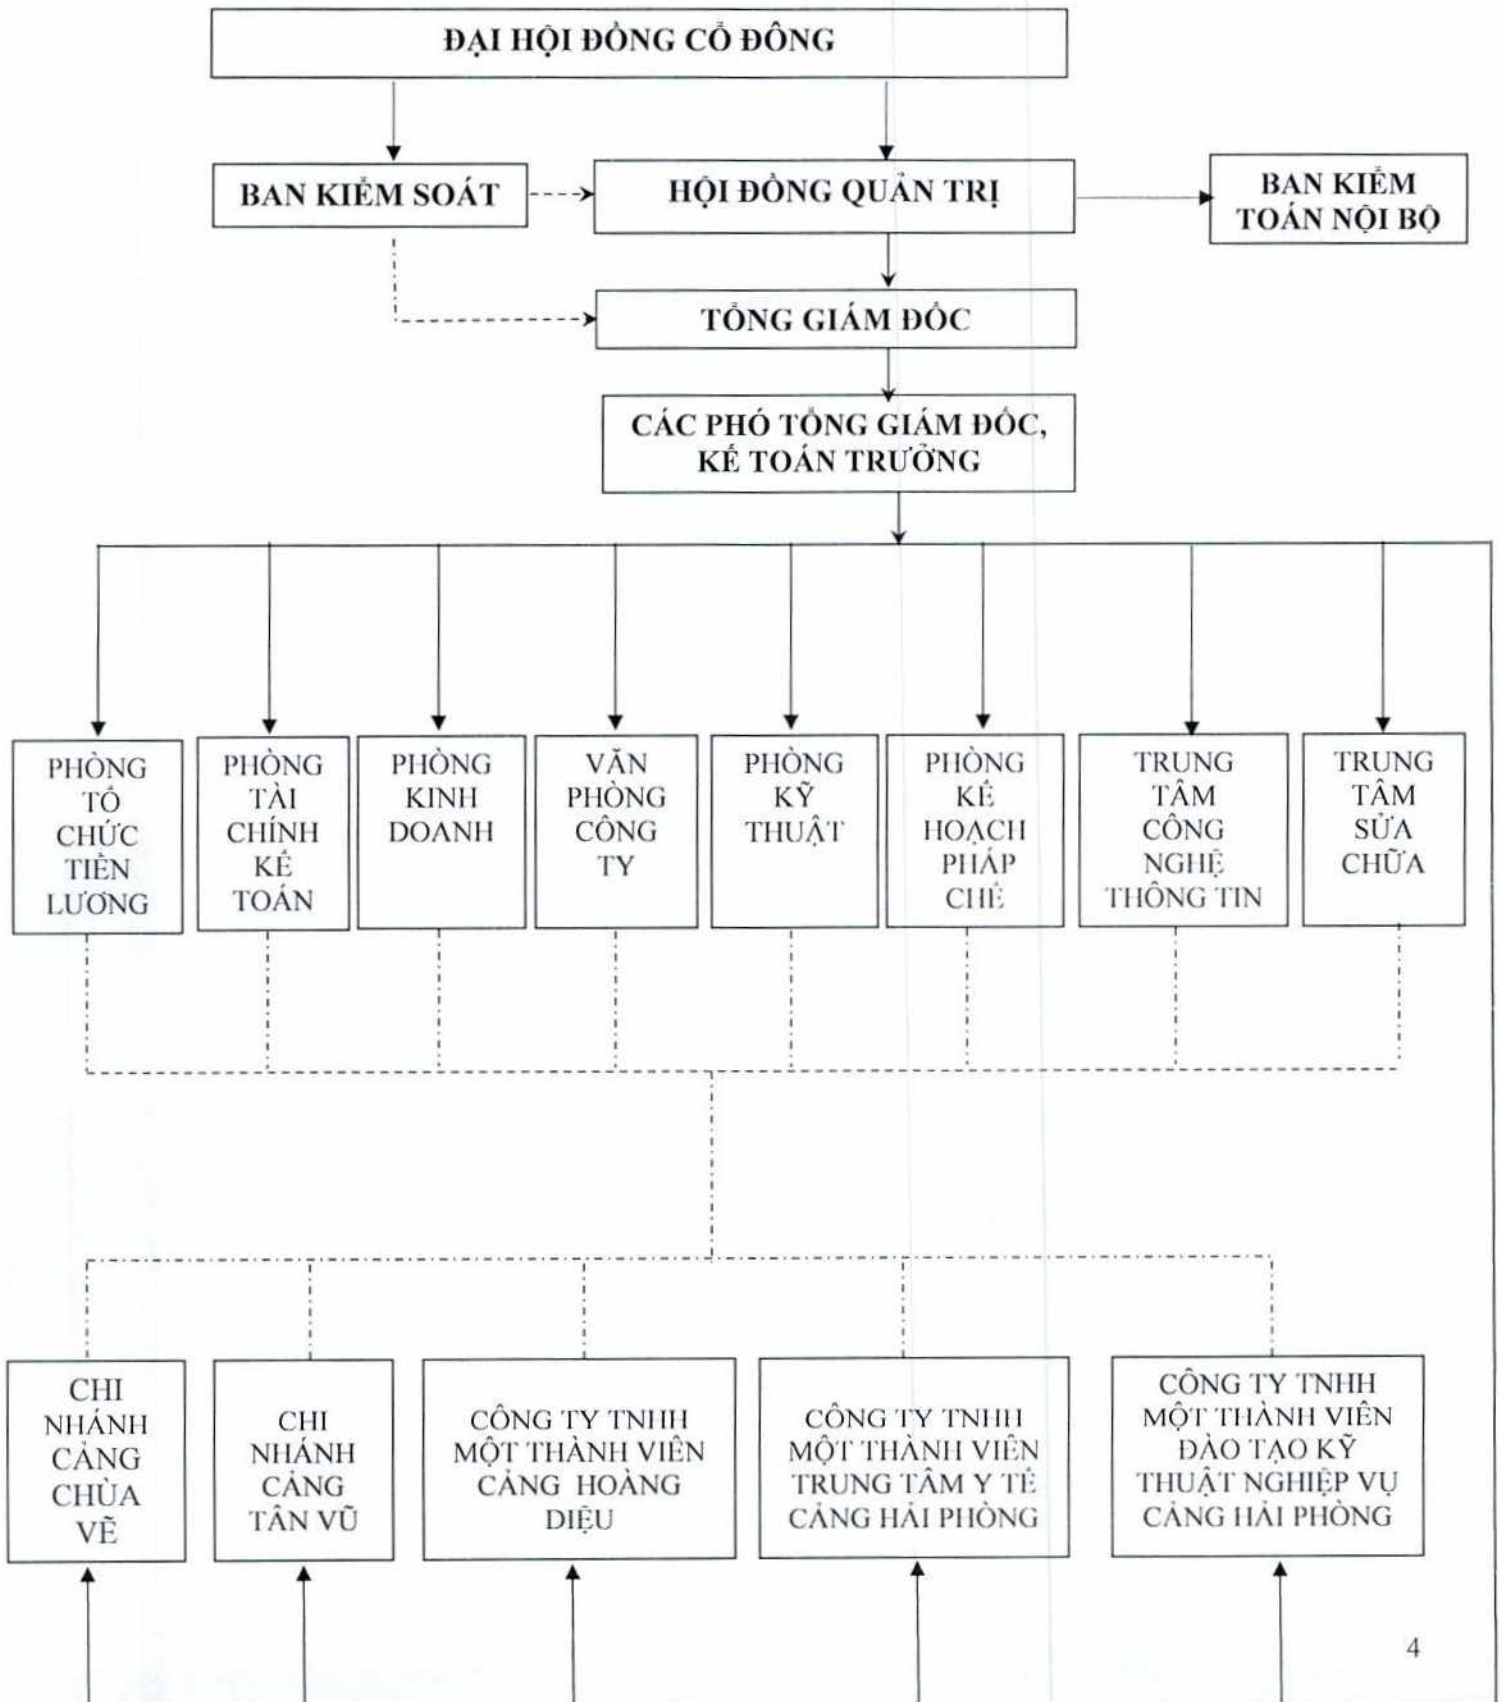 ĐẠI HỘI ĐỒNG CỔ ĐÔNG
BAN KIỂM SOÁT
HỘI ĐỒNG QUẢN TRỊ
BAN KIỂM
TOÁN NỘI BỘ
TỔNG GIÁM ĐỐC
CÁC PHÓ TỔNG GIÁM ĐỐC,
KẾ TOÁN TRƯỞNG
PHÒNG
TỔ
CHỨC
TIỀN
LƯƠNG
PHÒNG
TÀI
CHÍNH
KẾ
TOÁN
PHÒNG
KINH
DOANH
VĂN
PHÒNG
CÔNG
TY
PHÒNG
KỸ
THUẬT
PHÒNG
KẾ
HOẠCH
PHÁP
CHẾ
TRUNG
TÂM
CÔNG
NGHỆ
THÔNG TIN
TRUNG
TÂM
SỬA
CHỮA
CHI
NHÁNH
CẢNG
CHÙA
VẼ
CHI
NHÁNH
CẢNG
TÂN VŨ
CÔNG TY TNHH
MỘT THÀNH VIÊN
CẢNG HOÀNG
DIỆU
CÔNG TY TNHH
MỘT THÀNH VIÊN
TRUNG TÂM Y TẾ
CẢNG HẢI PHÒNG
CÔNG TY TNHH
MỘT THÀNH VIÊN
ĐÀO TẠO KỸ
THUẬT NGHIỆP VỤ
CẢNG HẢI PHÒNG
4